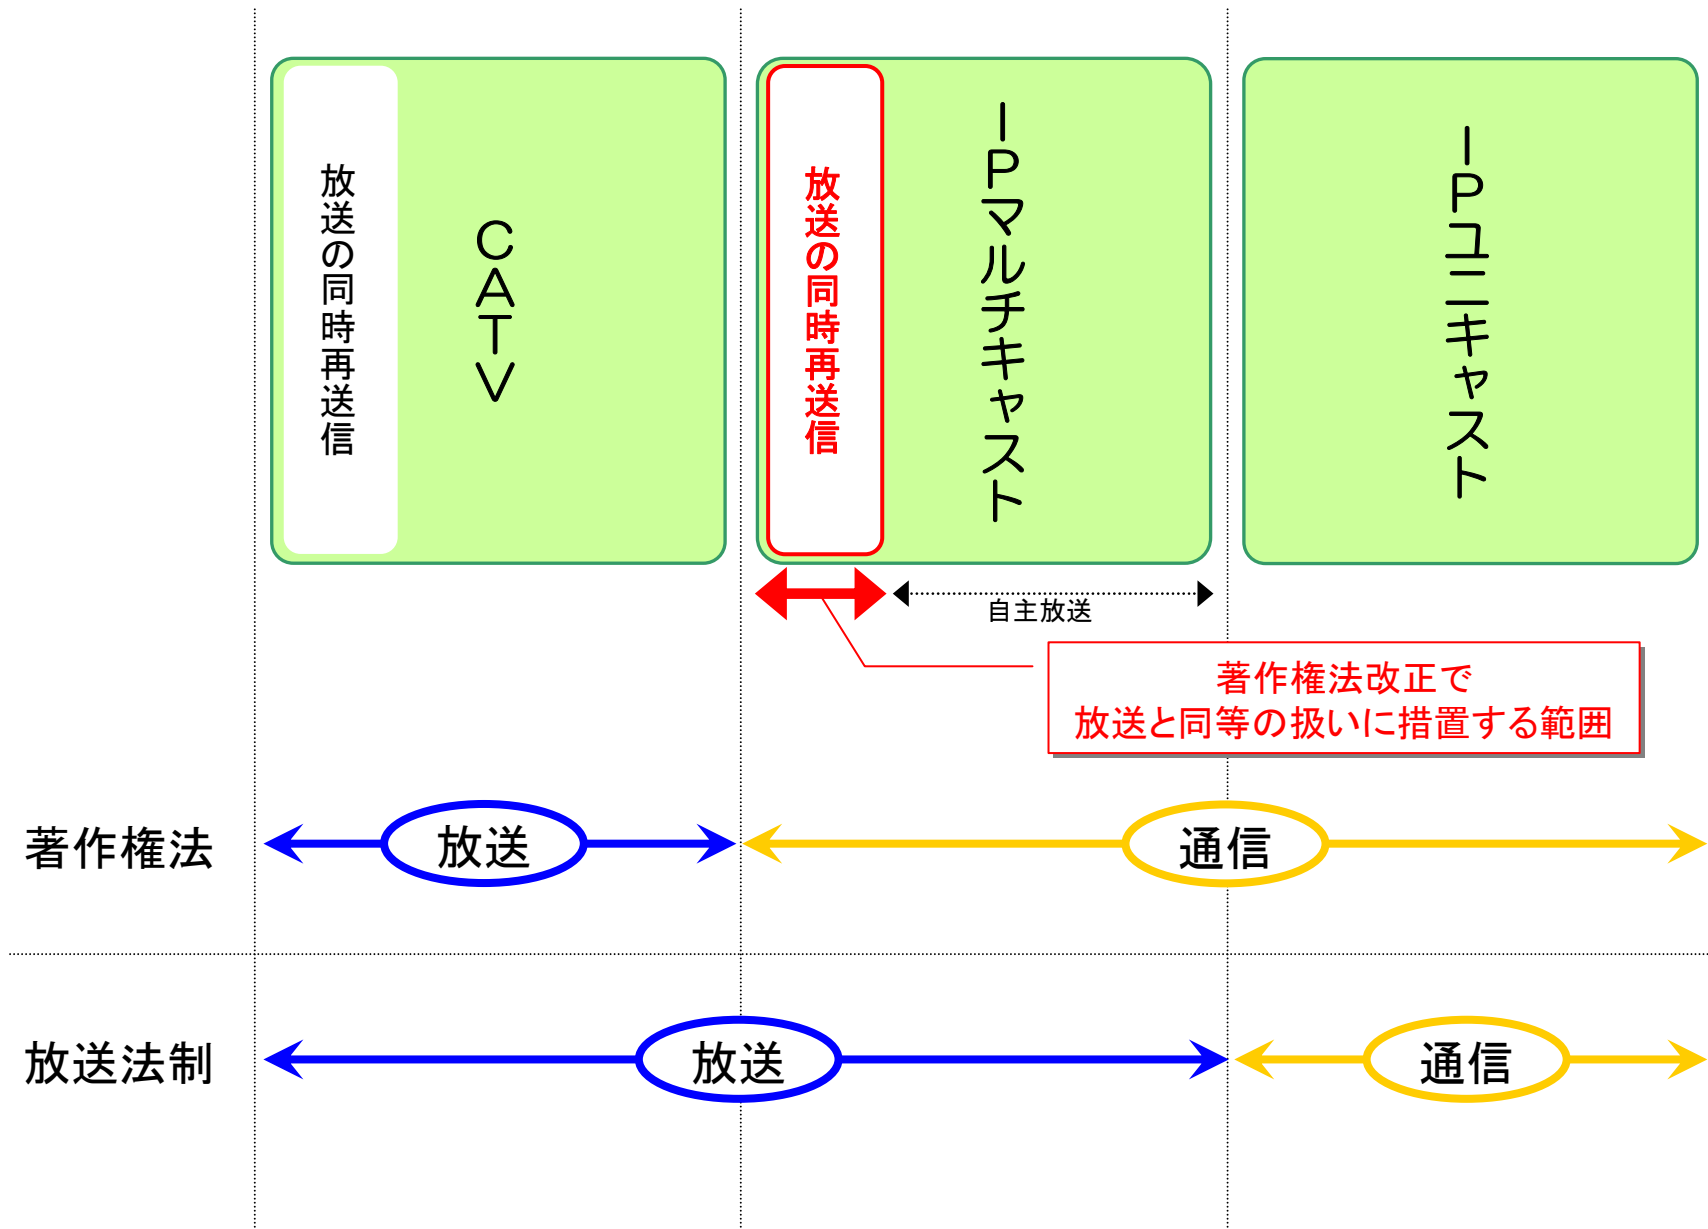 放送の同時再送信
CATV
放送の同時再送信
IPマルチキャスト
IPユニキャスト
自主放送
著作権法改正で
放送と同等の扱いに措置する範囲
著作権法
放送
通信
放送法制
放送
通信